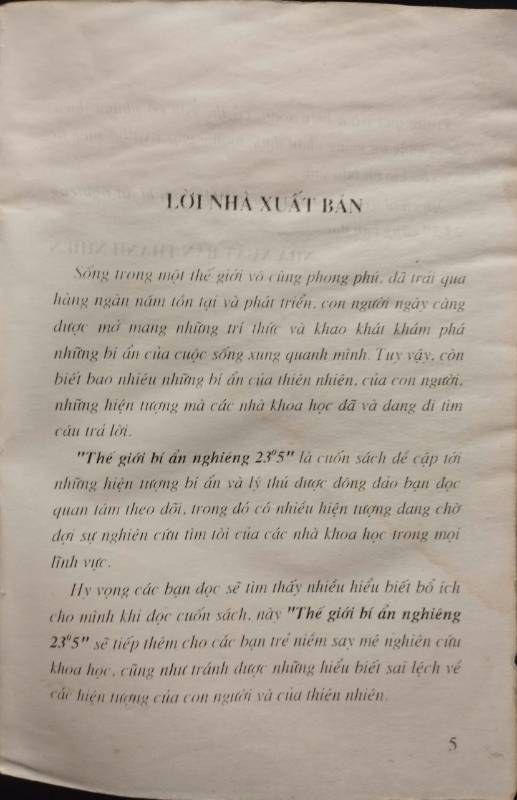 LỜI NHÀ XUẤT BẢN
Sống trong một thế giới vô cùng phong phú, đã trải qua
hàng ngàn năm tồn tại và phát triển, con người ngày càng
được mở mang những tri thức và khao khát khám phá
những bí ẩn của cuộc sống xung quanh mình. Tuy vậy, còn
biết bao nhiêu những bí ẩn của thiên nhiên, của con người,
những hiện tượng mà các nhà khoa học đã và đang đi tìm
câu trả lời.
"Thế giới bí ẩn nghiêng 23⁰5" là cuốn sách đề cập tới
những hiện tượng bí ẩn và lý thú được đông đảo bạn đọc
quan tâm theo dõi, trong đó có nhiều hiện tượng đang chờ
đợi sự nghiên cứu tìm tòi của các nhà khoa học trong mọi
lĩnh vực.
Hy vọng các bạn đọc sẽ tìm thấy nhiều hiểu biết bổ ích
cho mình khi đọc cuốn sách, này "Thế giới bí ẩn nghiêng
23⁰5" sẽ tiếp thêm cho các bạn trẻ niềm say mê nghiên cứu
khoa học, cũng như tránh được những hiểu biết sai lệch về
các hiện tượng của con người và của thiên nhiên.
5